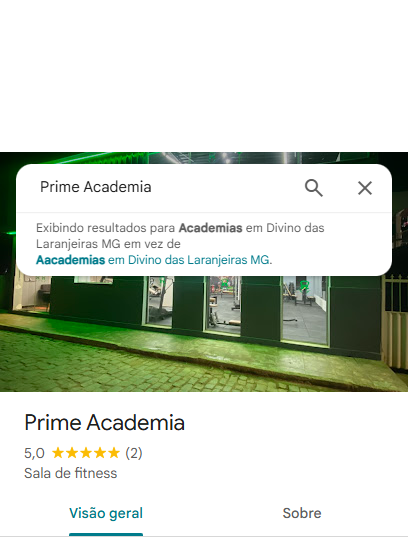 Prime Academia
Exibindo resultados para Academias em Divino das
Laranjeiras MG em vez de
Aacademias em Divino das Laranjeiras MG.
Prime Academia
5,0 ★★★★★ (2)
Sala de fitness
Visão geral
Sobre